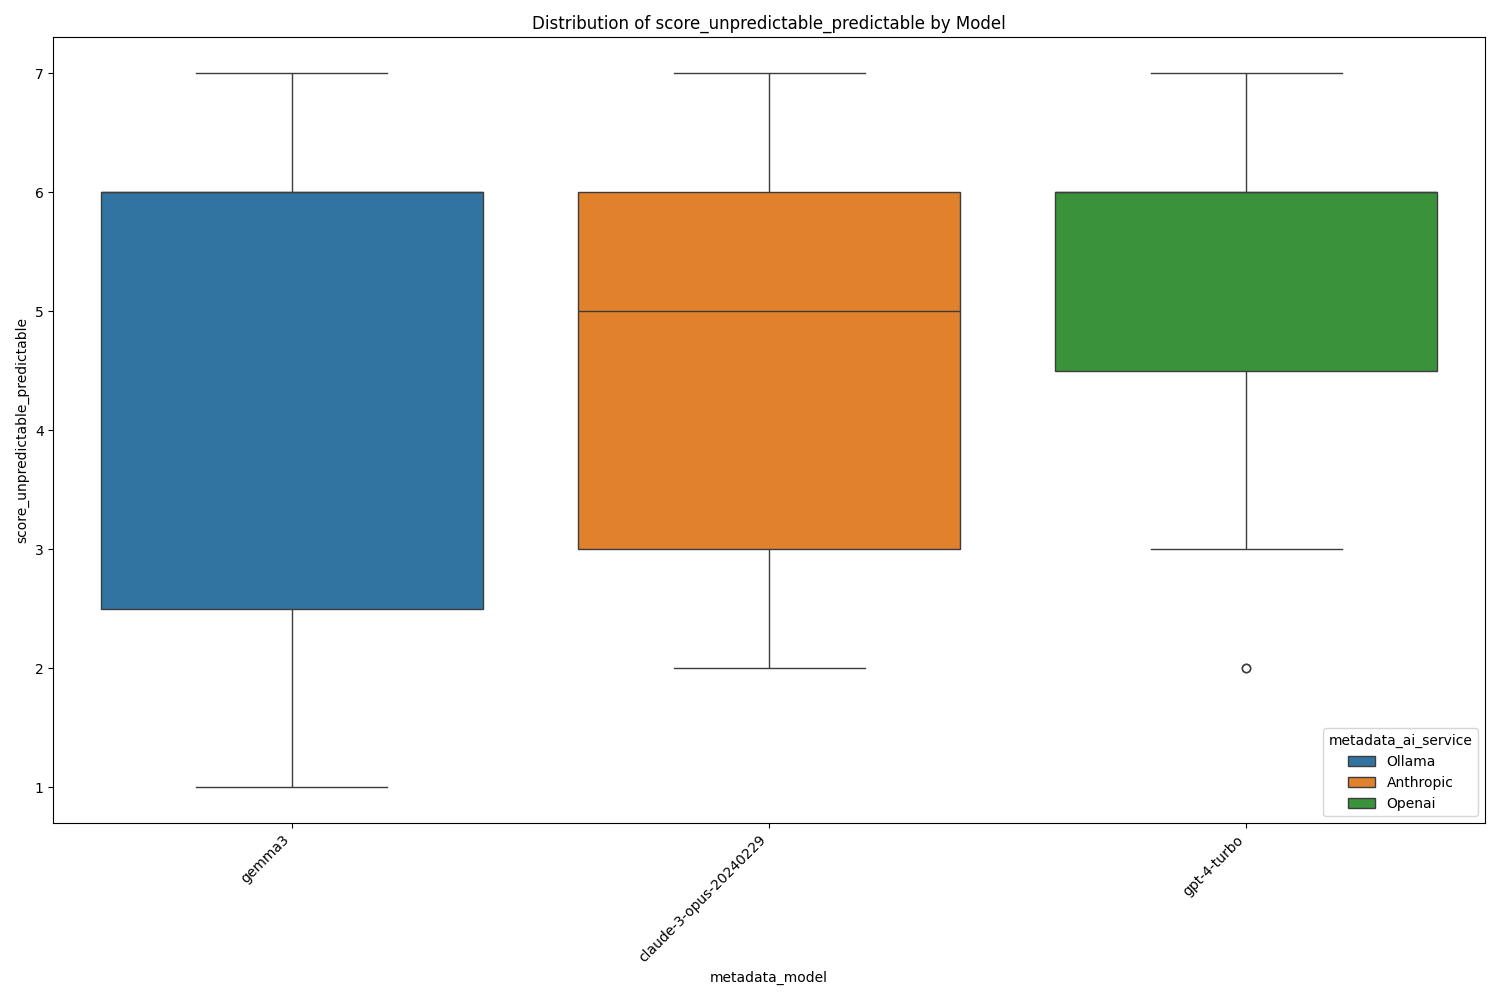 Distribution of score_unpredictable_predictable by Model
score_unpredictable_predictable
7
6
5
4
3
2
1
metadata_ai_service
Ollama
Anthropic
Openai
gemma3
claude-3-opus-20240229
gpt-4-turbo
metadata_model